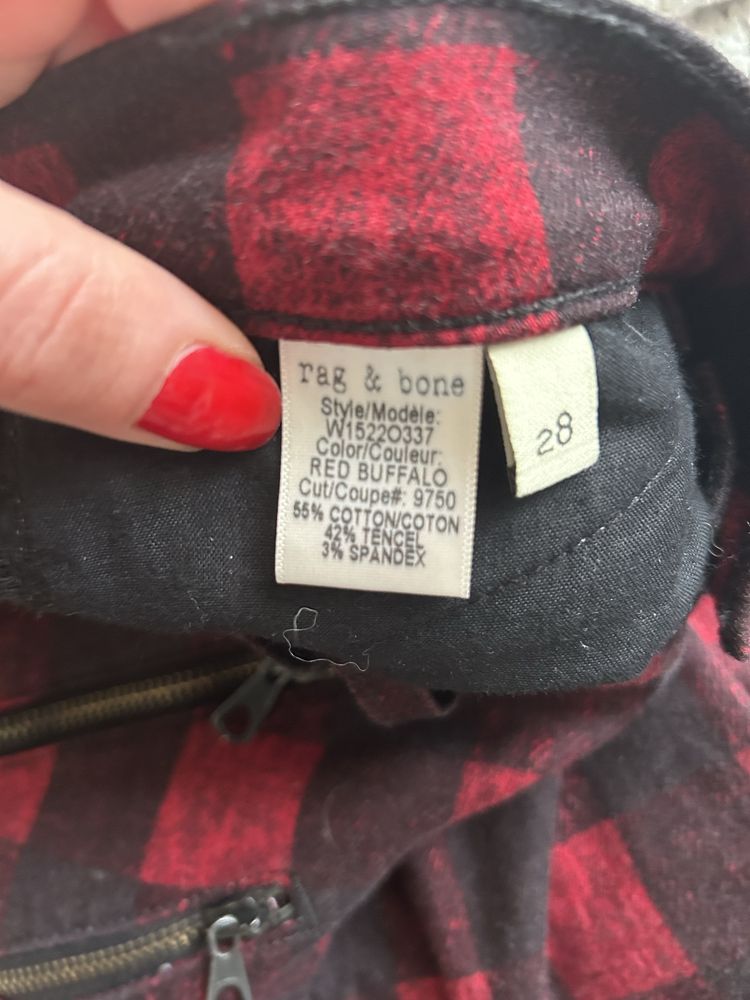 rag & bone
Style/Modèle:
W1522O337
Color/Couleur:
RED BUFFALO
Cut/Coupe#: 9750
55% COTTON/COTON
42% TENCEL
3% SPANDEX
28